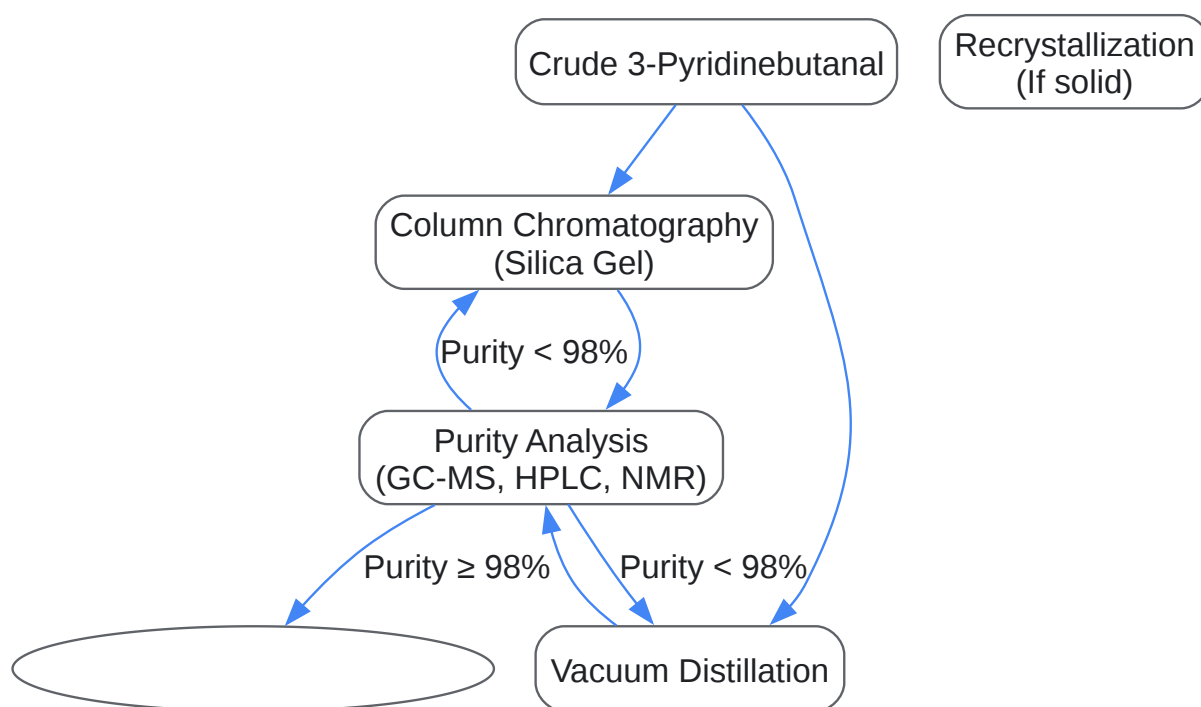 Crude 3-Pyridinebutanal
Recrystallization
(If solid)
Column Chromatography
(Silica Gel)
Purity < 98%
Purity Analysis
(GC-MS, HPLC, NMR)
Purity ≥ 98%
Purity < 98%
Vacuum Distillation